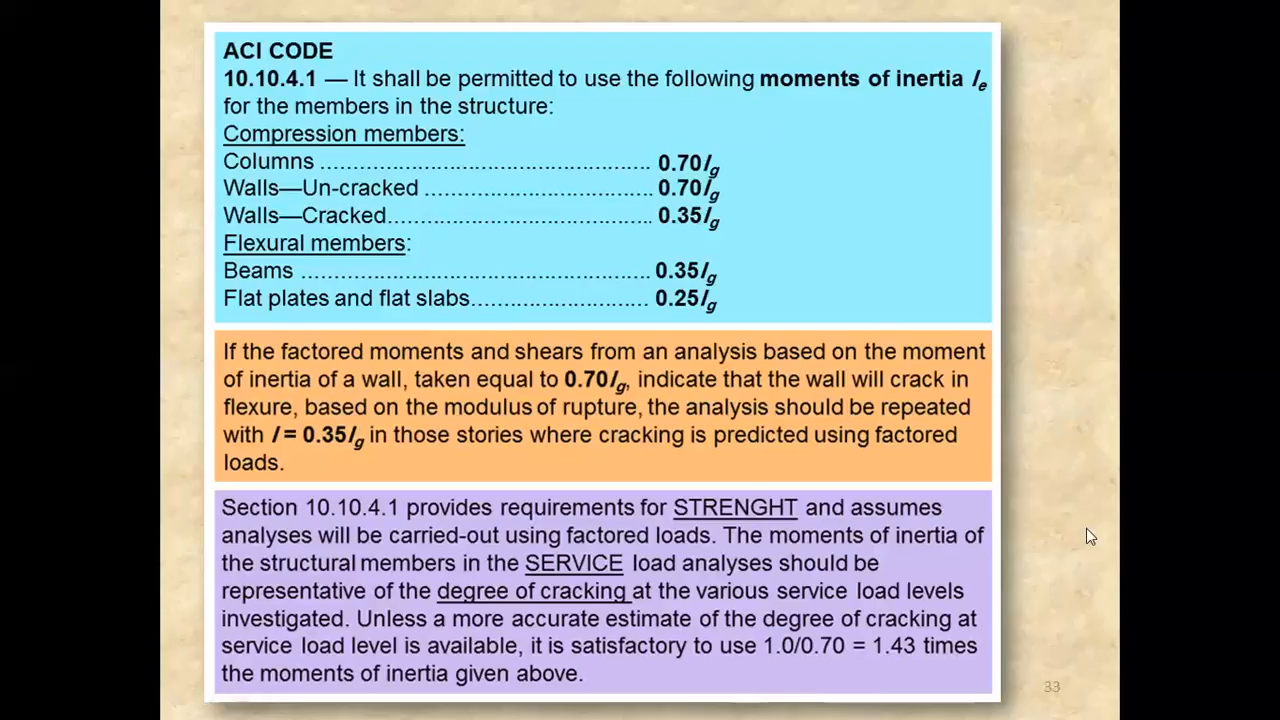 ACI CODE
10.10.4.1 — It shall be permitted to use the following moments of inertia Ie
for the members in the structure:
Compression members:
Columns .................................................. 0.70Ig
Walls—Un-cracked ................................... 0.70Ig
Walls—Cracked......................................... 0.35Ig
Flexural members:
Beams ..................................................... 0.35Ig
Flat plates and flat slabs........................... 0.25Ig
If the factored moments and shears from an analysis based on the moment
of inertia of a wall, taken equal to 0.70Ig, indicate that the wall will crack in
flexure, based on the modulus of rupture, the analysis should be repeated
with I = 0.35Ig in those stories where cracking is predicted using factored
loads.
Section 10.10.4.1 provides requirements for STRENGHT and assumes
analyses will be carried-out using factored loads. The moments of inertia of
the structural members in the SERVICE load analyses should be
representative of the degree of cracking at the various service load levels
investigated. Unless a more accurate estimate of the degree of cracking at
service load level is available, it is satisfactory to use 1.0/0.70 = 1.43 times
the moments of inertia given above.
33